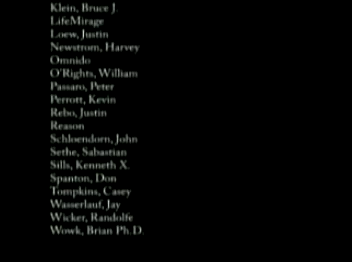 Klein, Bruce J.
LifeMirage
Loew, Justin
Newstrom, Harvey
Omnido
O'Rights, William
Passaro, Peter
Perrott, Kevin
Rebo, Justin
Reason
Schloendorn, John
Sethe, Sabastian
Sills, Kenneth X.
Spanton, Don
Tompkins, Casey
Wasserlauf, Jay
Wicker, Randolfe
Wowk, Brian Ph.D.